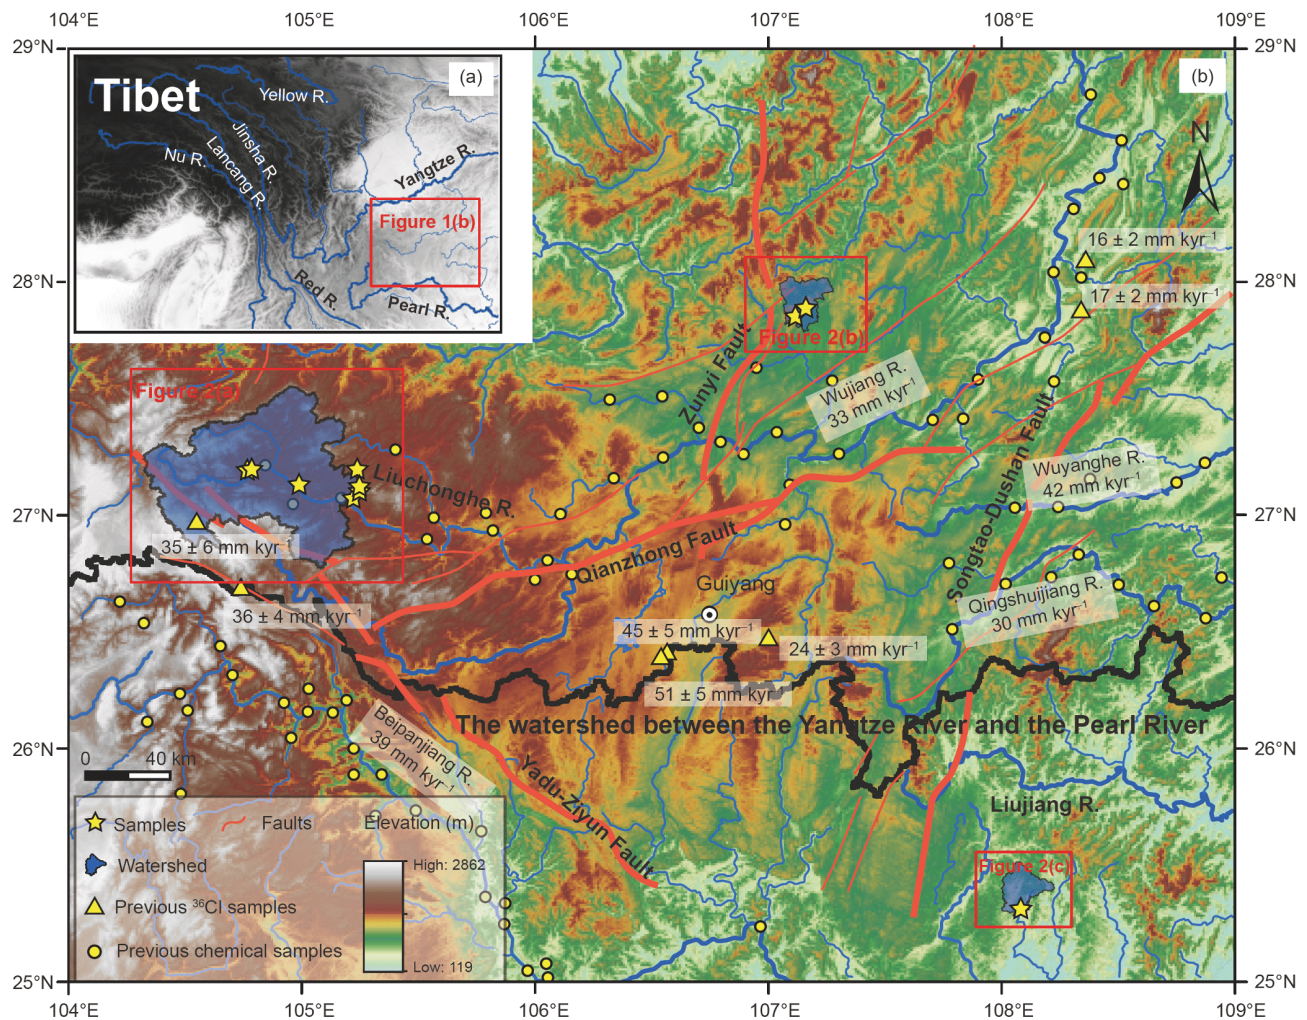 104°E
105°E
106°E
107°E
108°E
109°E
29°N
29°N
(a)
(b)
Tibet
Yellow R.
Jinsha R.
Lancang R.
Nu R.
Yangtze R.
Figure 1(b)
Red R.
Pearl R.
N
16 ± 2 mm kyr⁻¹
28°N
28°N
17 ± 2 mm kyr⁻¹
Figure 2(b)
Zunyi Fault
Wujiang R.
33 mm kyr⁻¹
Figure 2(a)
Liuchonghe R.
Songtao-Dushan Fault
Wuyanghe R.
42 mm kyr⁻¹
27°N
27°N
35 ± 6 mm kyr⁻¹
Qianzhong Fault
Guiyang
36 ± 4 mm kyr⁻¹
Qingshuijiang R.
30 mm kyr⁻¹
45 ± 5 mm kyr⁻¹
24 ± 3 mm kyr⁻¹
51 ± 5 mm kyr⁻¹
The watershed between the Yangtze River and the Pearl River
Beipanjiang R.
39 mm kyr⁻¹
26°N
26°N
0 40 km
Yadu-Ziyun Fault
Liujiang R.
Samples
Faults
Elevation (m)
Watershed
High: 2862
Figure 2(c)
Previous ³⁶Cl samples
Previous chemical samples
Low: 119
25°N
25°N
104°E
105°E
106°E
107°E
108°E
109°E